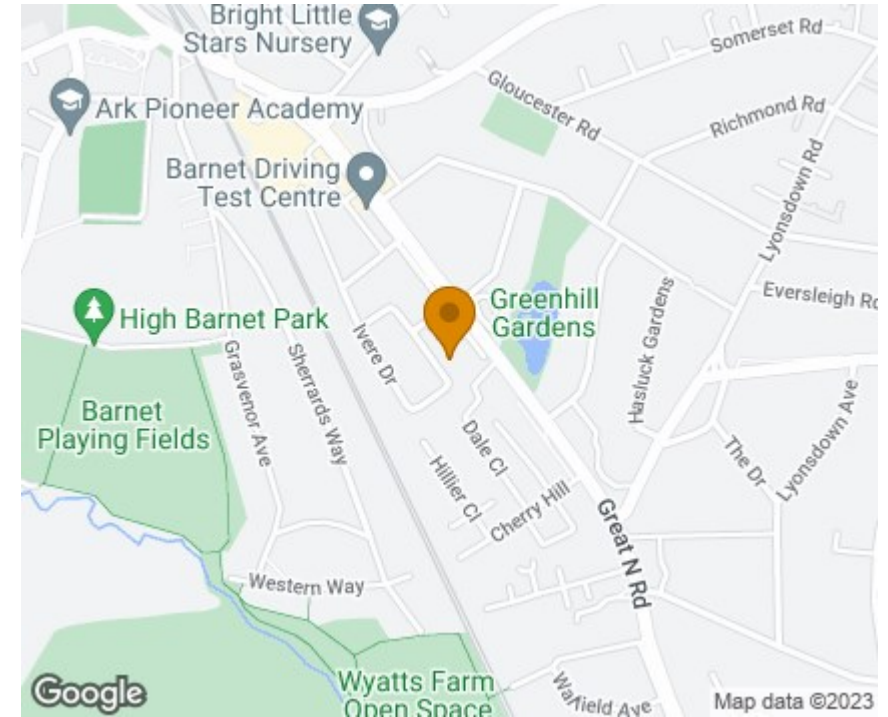 Bright Little
Stars Nursery
Somerset Rd
Gloucester Rd
Ark Pioneer Academy
Richmond Rd
Barnet Driving
Test Centre
Lyonsdown Rd
Greenhill
Gardens
Eversleigh Rd
High Barnet Park
Ivere Dr
Hasluck Gardens
Grasvenor Ave
Sherrards Way
Barnet
Playing Fields
Dale Cl
Hillier Cl
The Dr
Lyonsdown Ave
Cherry Hill
Great N Rd
Western Way
Wyatts Farm
Open Space
Google
Map data ©2023